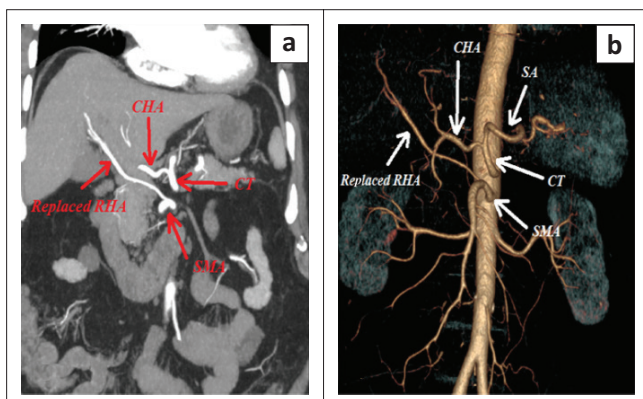 a
CHA
Replaced RHA
CT
SMA
b
CHA
SA
Replaced RHA
CT
SMA